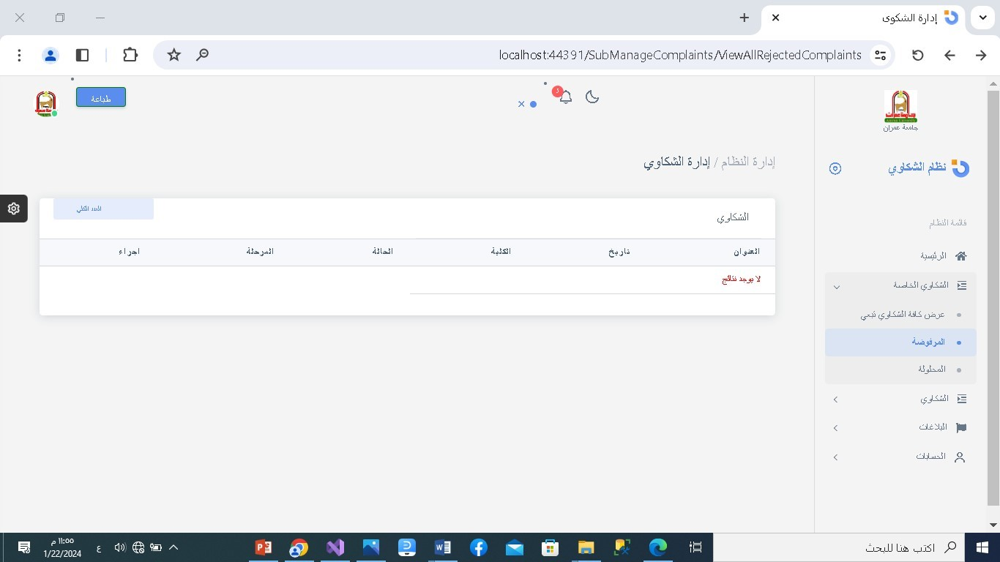 إدارة الشكوى
localhost:44391/SubManageComplaints/ViewAllRejectedComplaints
جامعة عمران
نظام الشكاوي
قائمة النظام
الرئيسية
الشكاوي الخاصة
عرض كافة الشكاوي تبعي
المرفوضة
المحلولة
الشكاوي
البلاغات
الحسابات
3
طباعة
إدارة النظام / إدارة الشكاوي
الشكاوي
العدد الكلي
العنوان تاريخ الكلية الحالة المرحلة اجراء
لا يوجد نتائج
اكتب هنا للبحث
ع
١١:٥٥ م
1/22/2024